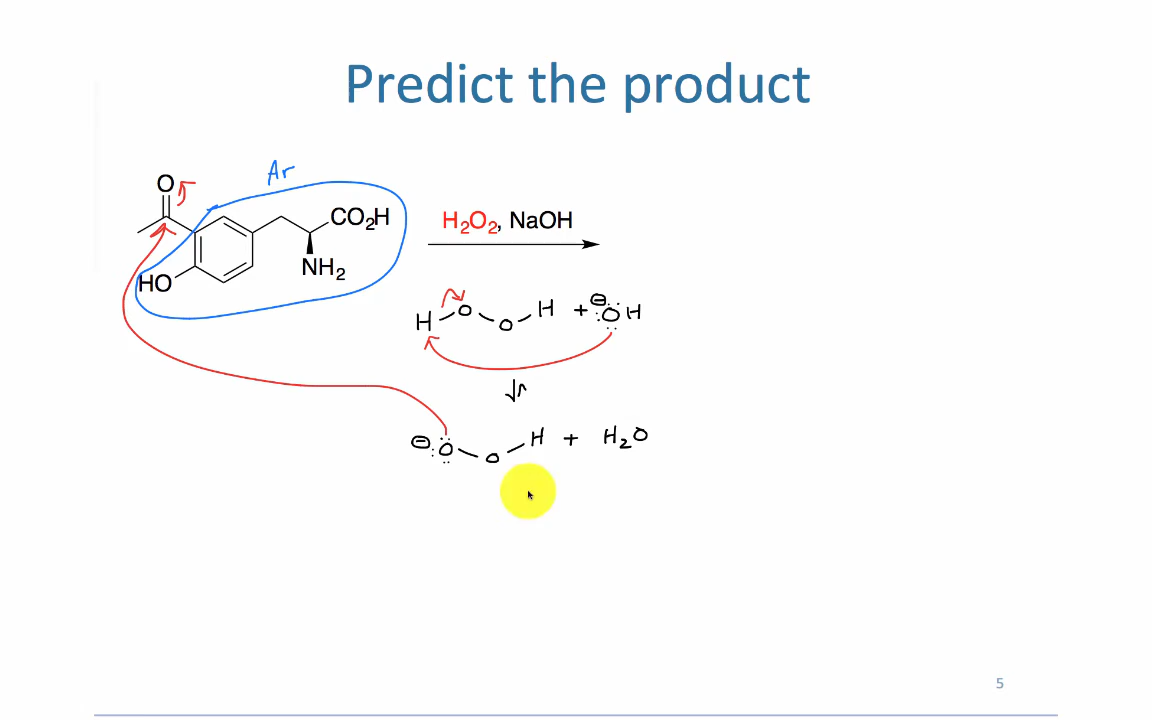 Predict the product
Ar
O
CO₂H
H₂O₂, NaOH
NH₂
HO
H O O H + ⊖ :O: H
⊖ :O O H + H₂O
5